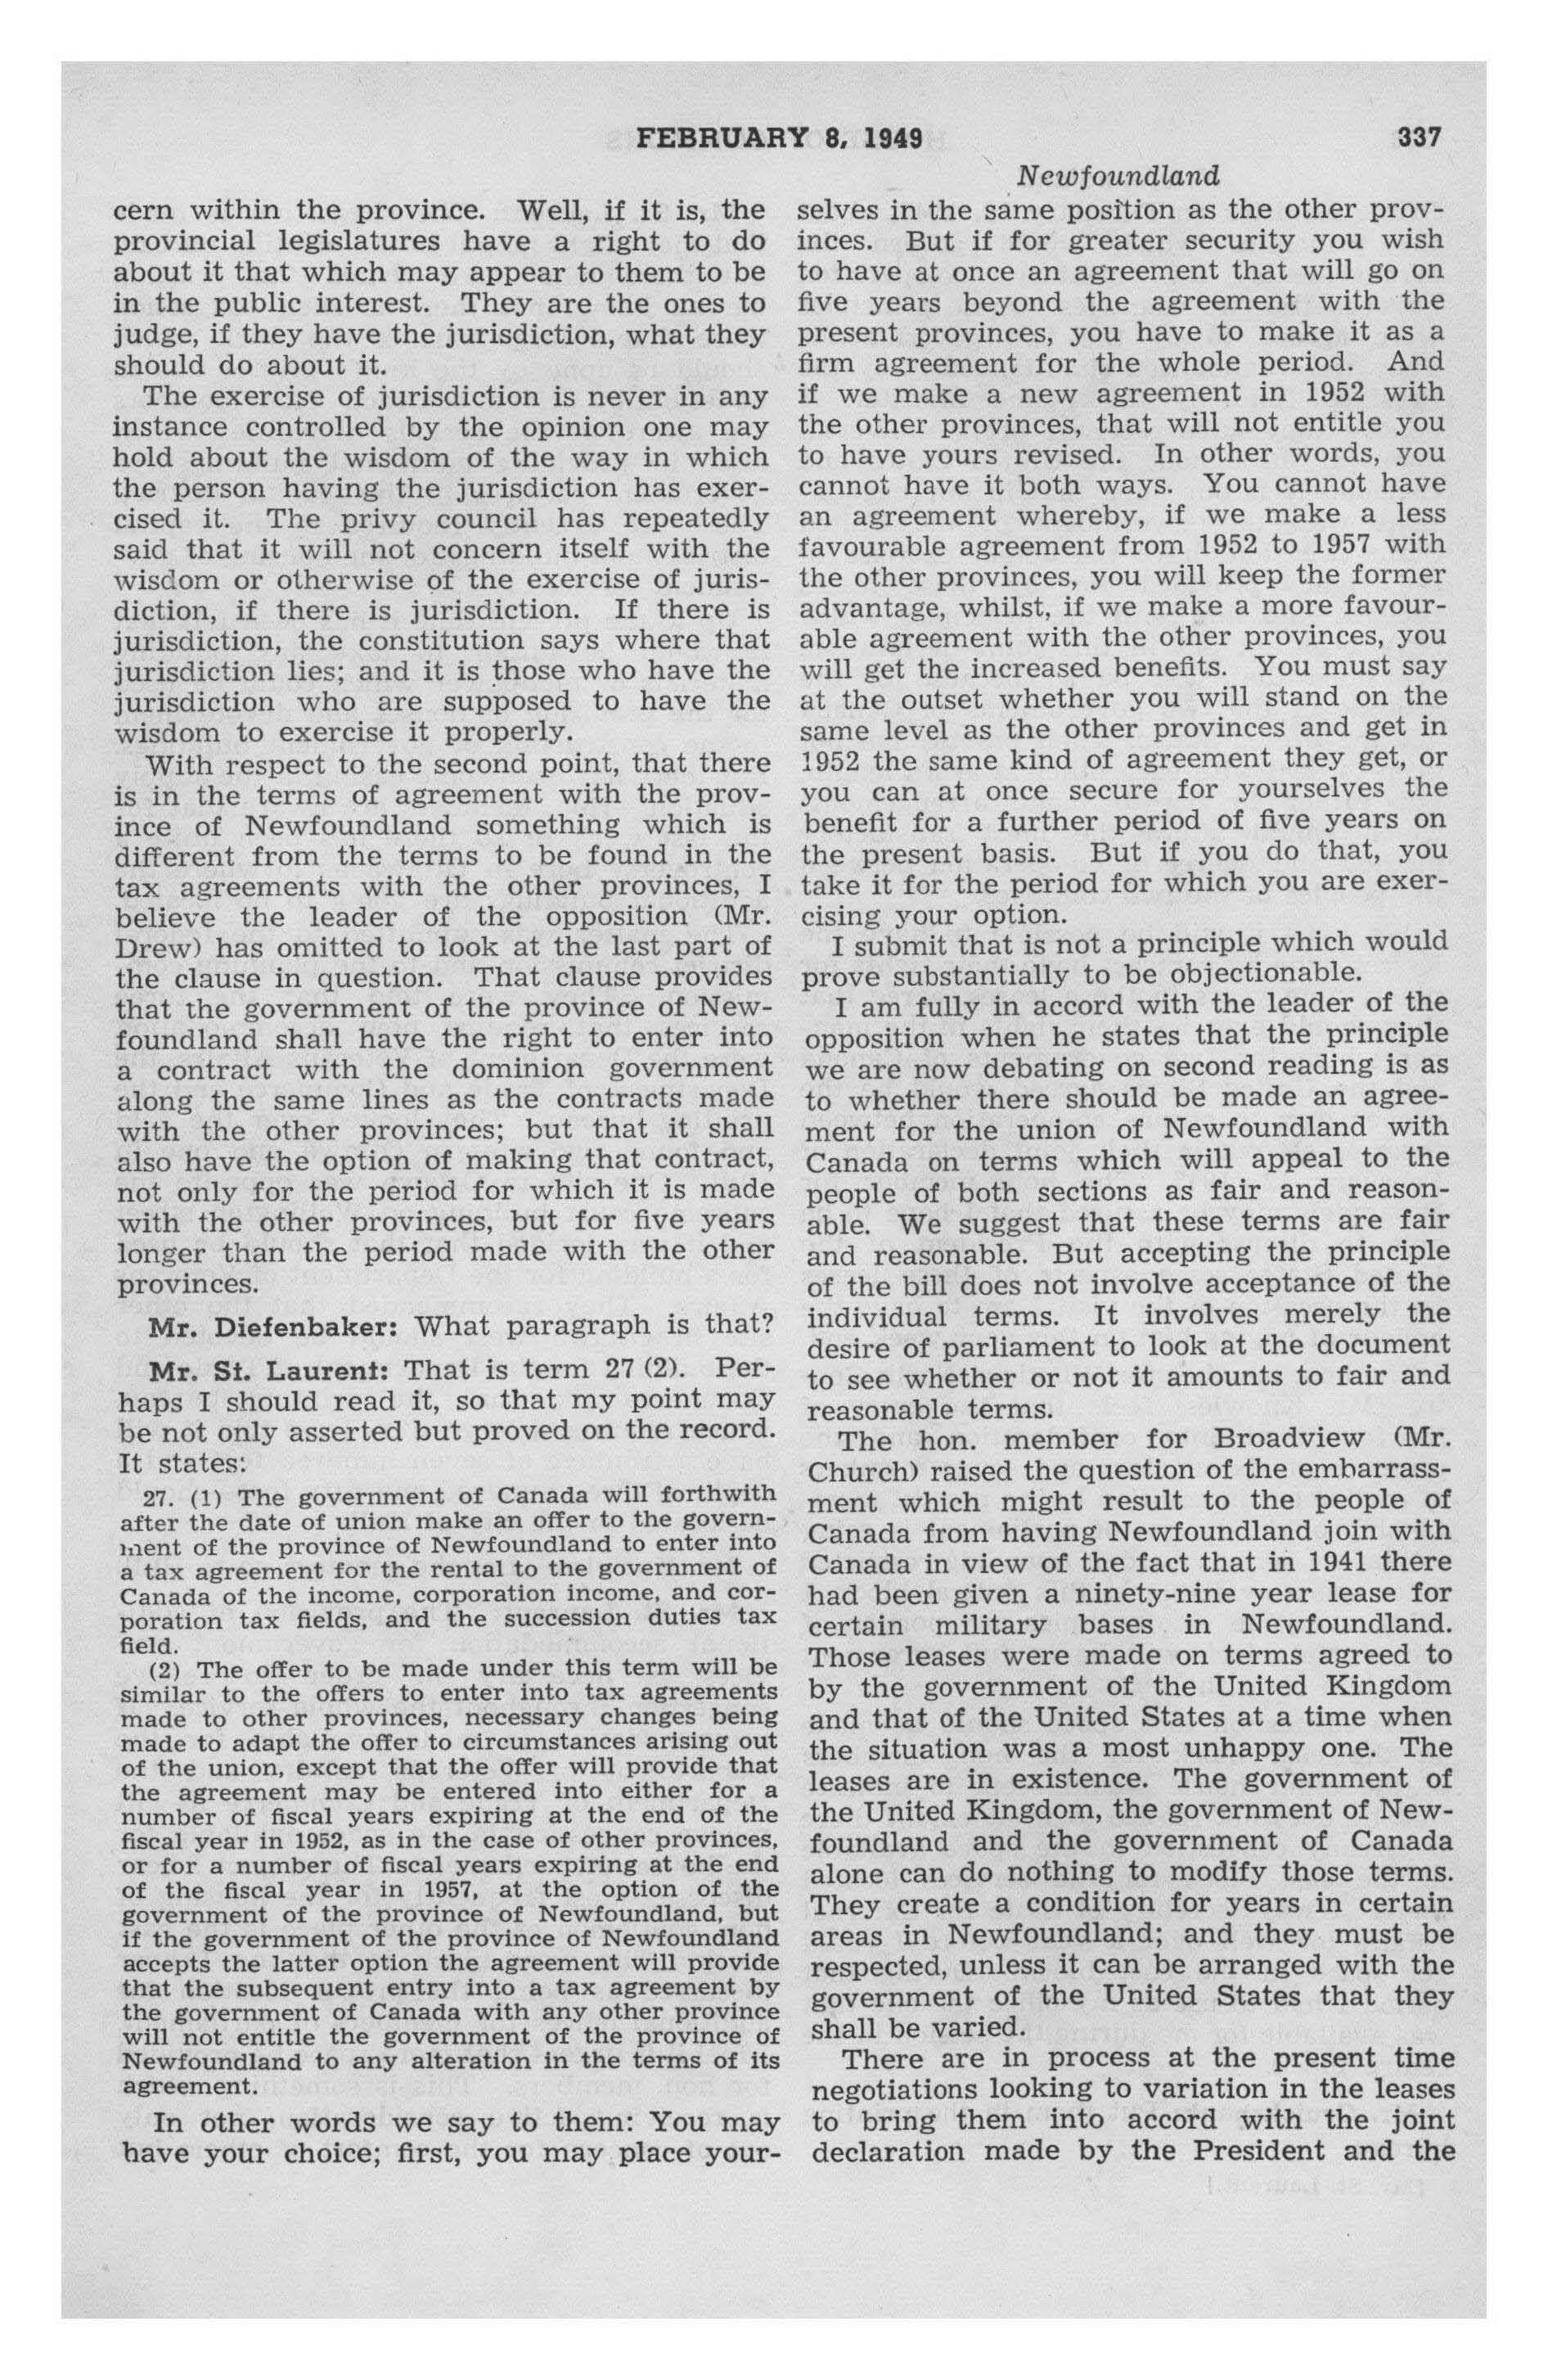 FEBRUARY 8, 1949
337
Newfoundland
cern within the province. Well, if it is, the
provincial legislatures have a right to do
about it that which may appear to them to be
in the public interest. They are the ones to
judge, if they have the jurisdiction, what they
should do about it.
The exercise of jurisdiction is never in any
instance controlled by the opinion one may
hold about the wisdom of the way in which
the person having the jurisdiction has exer-
cised it. The privy council has repeatedly
said that it will not concern itself with the
wisdom or otherwise of the exercise of juris-
diction, if there is jurisdiction. If there is
jurisdiction, the constitution says where that
jurisdiction lies; and it is those who have the
jurisdiction who are supposed to have the
wisdom to exercise it properly.
With respect to the second point, that there
is in the terms of agreement with the prov-
ince of Newfoundland something which is
different from the terms to be found in the
tax agreements with the other provinces, I
believe the leader of the opposition (Mr.
Drew) has omitted to look at the last part of
the clause in question. That clause provides
that the government of the province of New-
foundland shall have the right to enter into
a contract with the dominion government
along the same lines as the contracts made
with the other provinces; but that it shall
also have the option of making that contract,
not only for the period for which it is made
with the other provinces, but for five years
longer than the period made with the other
provinces.
Mr. Diefenbaker: What paragraph is that?
Mr. St. Laurent: That is term 27 (2). Per-
haps I should read it, so that my point may
be not only asserted but proved on the record.
It states:
27. (1) The government of Canada will forthwith
after the date of union make an offer to the govern-
ment of the province of Newfoundland to enter into
a tax agreement for the rental to the government of
Canada of the income, corporation income, and cor-
poration tax fields, and the succession duties tax
field.
(2) The offer to be made under this term will be
similar to the offers to enter into tax agreements
made to other provinces, necessary changes being
made to adapt the offer to circumstances arising out
of the union, except that the offer will provide that
the agreement may be entered into either for a
number of fiscal years expiring at the end of the
fiscal year in 1952, as in the case of other provinces,
or for a number of fiscal years expiring at the end
of the fiscal year in 1957, at the option of the
government of the province of Newfoundland, but
if the government of the province of Newfoundland
accepts the latter option the agreement will provide
that the subsequent entry into a tax agreement by
the government of Canada with any other province
will not entitle the government of the province of
Newfoundland to any alteration in the terms of its
agreement.
In other words we say to them: You may
have your choice; first, you may place your-
selves in the same position as the other prov-
inces. But if for greater security you wish
to have at once an agreement that will go on
five years beyond the agreement with the
present provinces, you have to make it as a
firm agreement for the whole period. And
if we make a new agreement in 1952 with
the other provinces, that will not entitle you
to have yours revised. In other words, you
cannot have it both ways. You cannot have
an agreement whereby, if we make a less
favourable agreement from 1952 to 1957 with
the other provinces, you will keep the former
advantage, whilst, if we make a more favour-
able agreement with the other provinces, you
will get the increased benefits. You must say
at the outset whether you will stand on the
same level as the other provinces and get in
1952 the same kind of agreement they get, or
you can at once secure for yourselves the
benefit for a further period of five years on
the present basis. But if you do that, you
take it for the period for which you are exer-
cising your option.
I submit that is not a principle which would
prove substantially to be objectionable.
I am fully in accord with the leader of the
opposition when he states that the principle
we are now debating on second reading is as
to whether there should be made an agree-
ment for the union of Newfoundland with
Canada on terms which will appeal to the
people of both sections as fair and reason-
able. We suggest that these terms are fair
and reasonable. But accepting the principle
of the bill does not involve acceptance of the
individual terms. It involves merely the
desire of parliament to look at the document
to see whether or not it amounts to fair and
reasonable terms.
The hon. member for Broadview (Mr.
Church) raised the question of the embarrass-
ment which might result to the people of
Canada from having Newfoundland join with
Canada in view of the fact that in 1941 there
had been given a ninety-nine year lease for
certain military bases in Newfoundland.
Those leases were made on terms agreed to
by the government of the United Kingdom
and that of the United States at a time when
the situation was a most unhappy one. The
leases are in existence. The government of
the United Kingdom, the government of New-
foundland and the government of Canada
alone can do nothing to modify those terms.
They create a condition for years in certain
areas in Newfoundland; and they must be
respected, unless it can be arranged with the
government of the United States that they
shall be varied.
There are in process at the present time
negotiations looking to variation in the leases
to bring them into accord with the joint
declaration made by the President and the